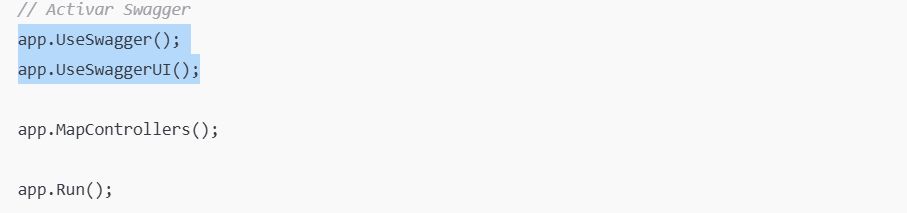 // Activar Swagger
app.UseSwagger();
app.UseSwaggerUI();
app.MapControllers();
app.Run();